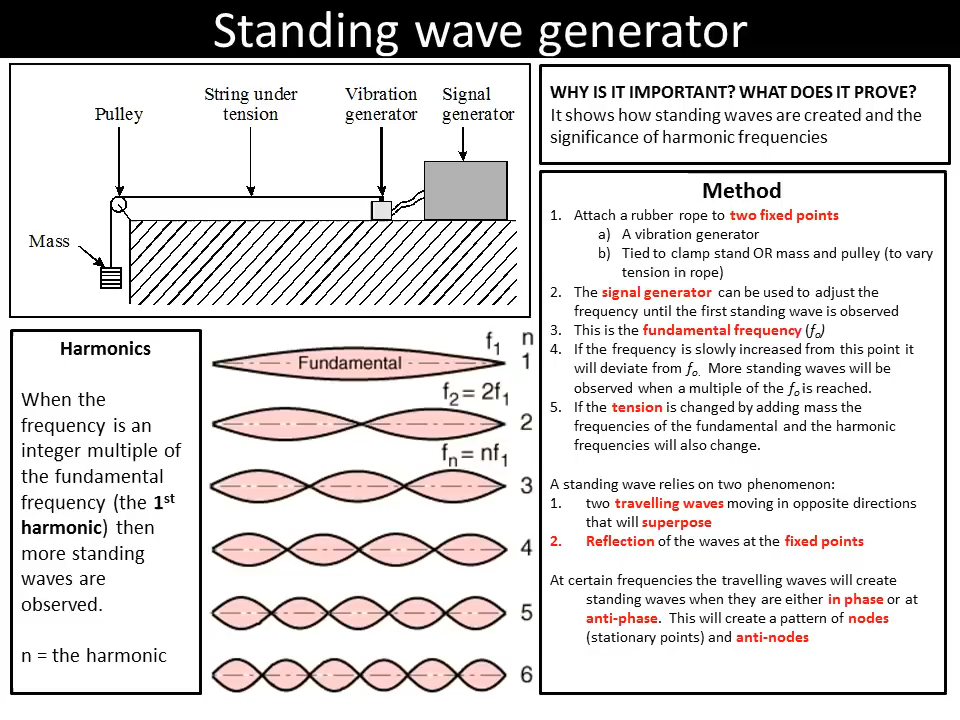 Standing wave generator
Pulley
String under
tension
Vibration
generator
Signal
generator
Mass
WHY IS IT IMPORTANT? WHAT DOES IT PROVE?
It shows how standing waves are created and the
significance of harmonic frequencies
Method
1. Attach a rubber rope to two fixed points
a) A vibration generator
b) Tied to clamp stand OR mass and pulley (to vary
tension in rope)
2. The signal generator can be used to adjust the
frequency until the first standing wave is observed
3. This is the fundamental frequency (fo)
4. If the frequency is slowly increased from this point it
will deviate from fo. More standing waves will be
observed when a multiple of the fo is reached.
5. If the tension is changed by adding mass the
frequencies of the fundamental and the harmonic
frequencies will also change.
A standing wave relies on two phenomenon:
1. two travelling waves moving in opposite directions
that will superpose
2. Reflection of the waves at the fixed points
At certain frequencies the travelling waves will create
standing waves when they are either in phase or at
anti-phase. This will create a pattern of nodes
(stationary points) and anti-nodes
Harmonics
When the
frequency is an
integer multiple of
the fundamental
frequency (the 1st
harmonic) then
more standing
waves are
observed.
n = the harmonic
f1 n
Fundamental 1
f2 = 2f1
2
fn = nf1
3
4
5
6